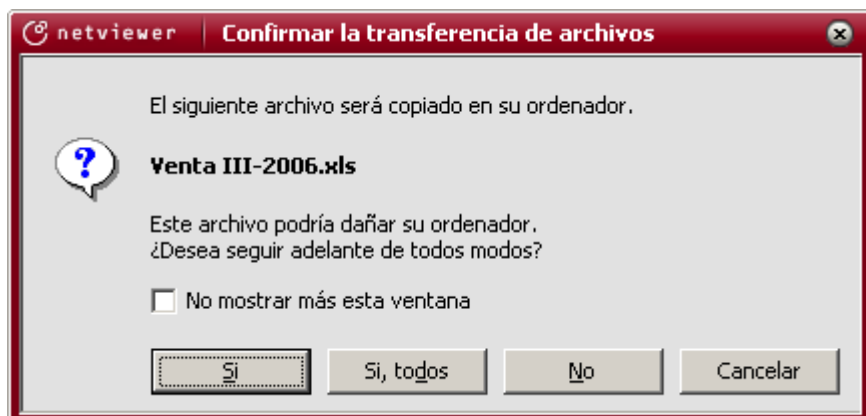 netviewer Confirmar la transferencia de archivos
El siguiente archivo será copiado en su ordenador.
Venta III-2006.xls
Este archivo podría dañar su ordenador.
¿Desea seguir adelante de todos modos?
No mostrar más esta ventana
Si Si, todos No Cancelar